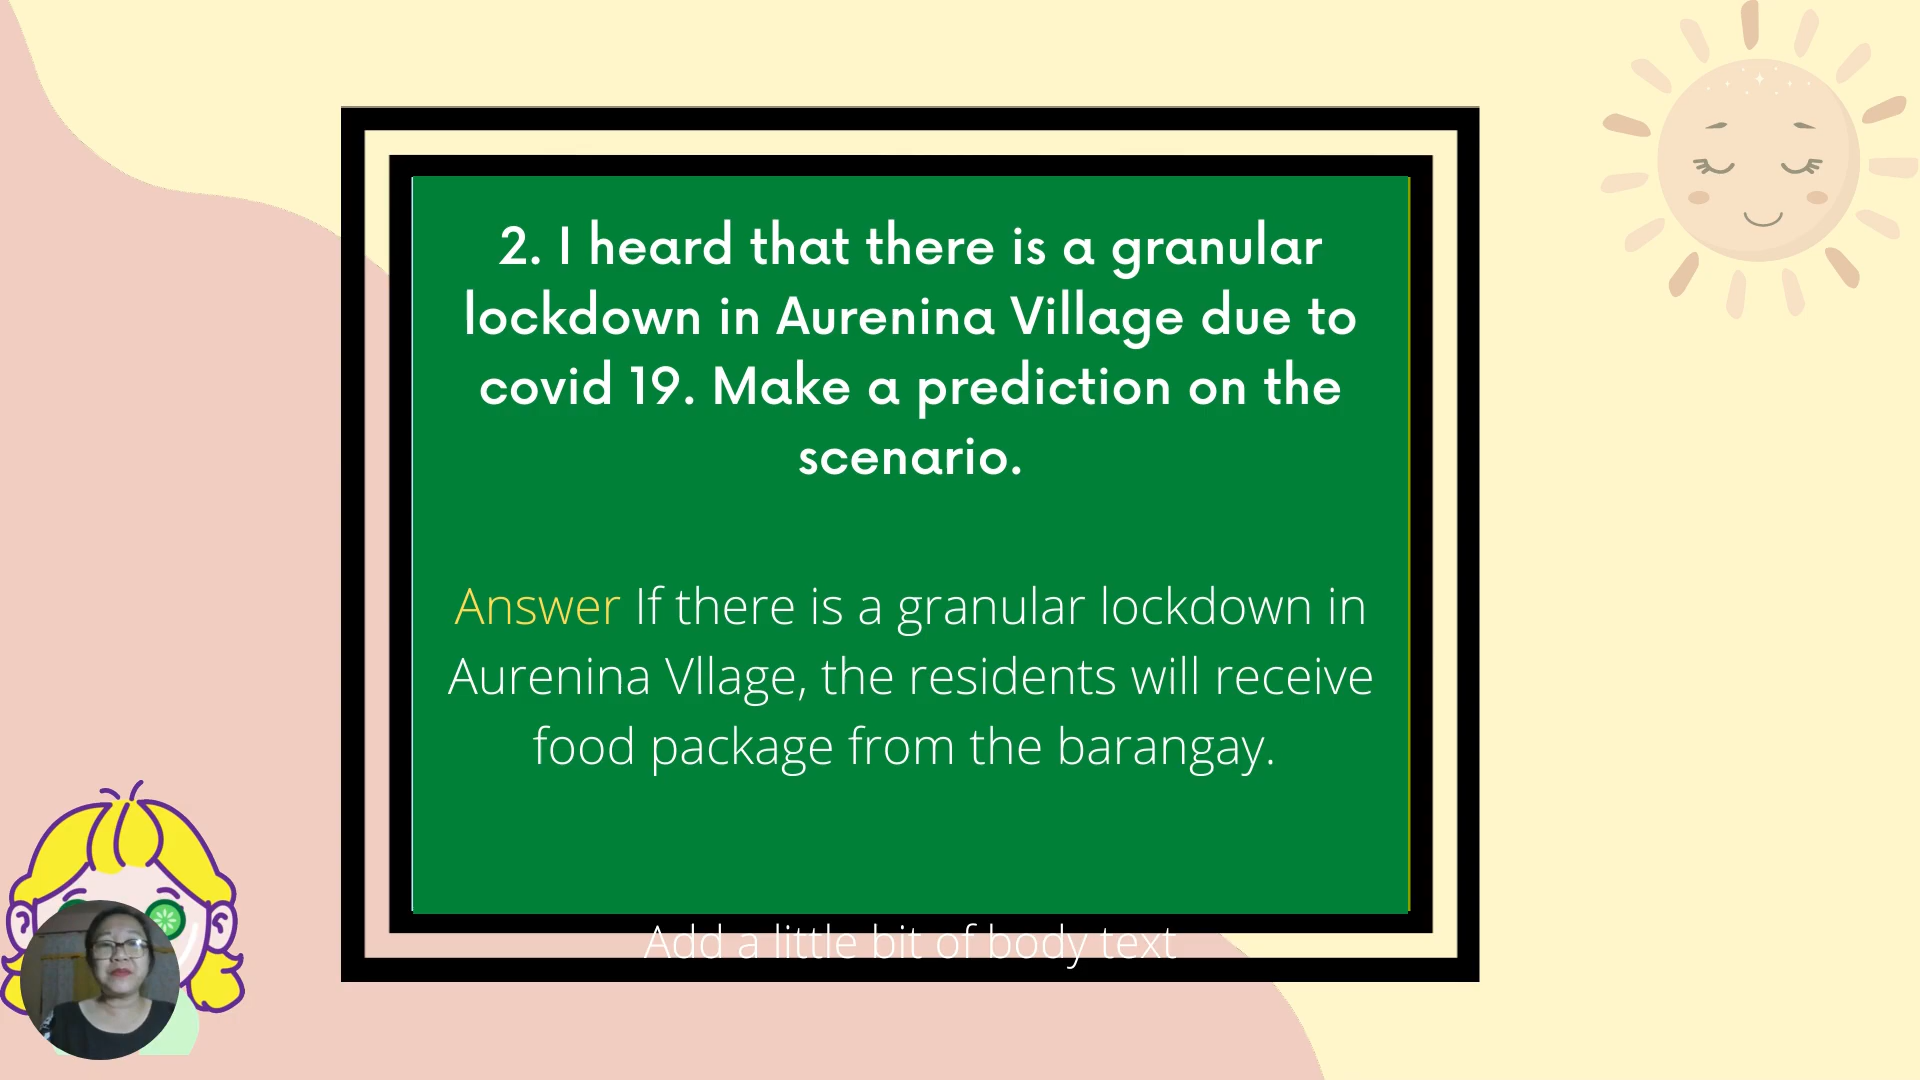 2. I heard that there is a granular
lockdown in Aurenina Village due to
covid 19. Make a prediction on the
scenario.
Answer If there is a granular lockdown in
Aurenina Vllage, the residents will receive
food package from the barangay.
Add a little bit of body text